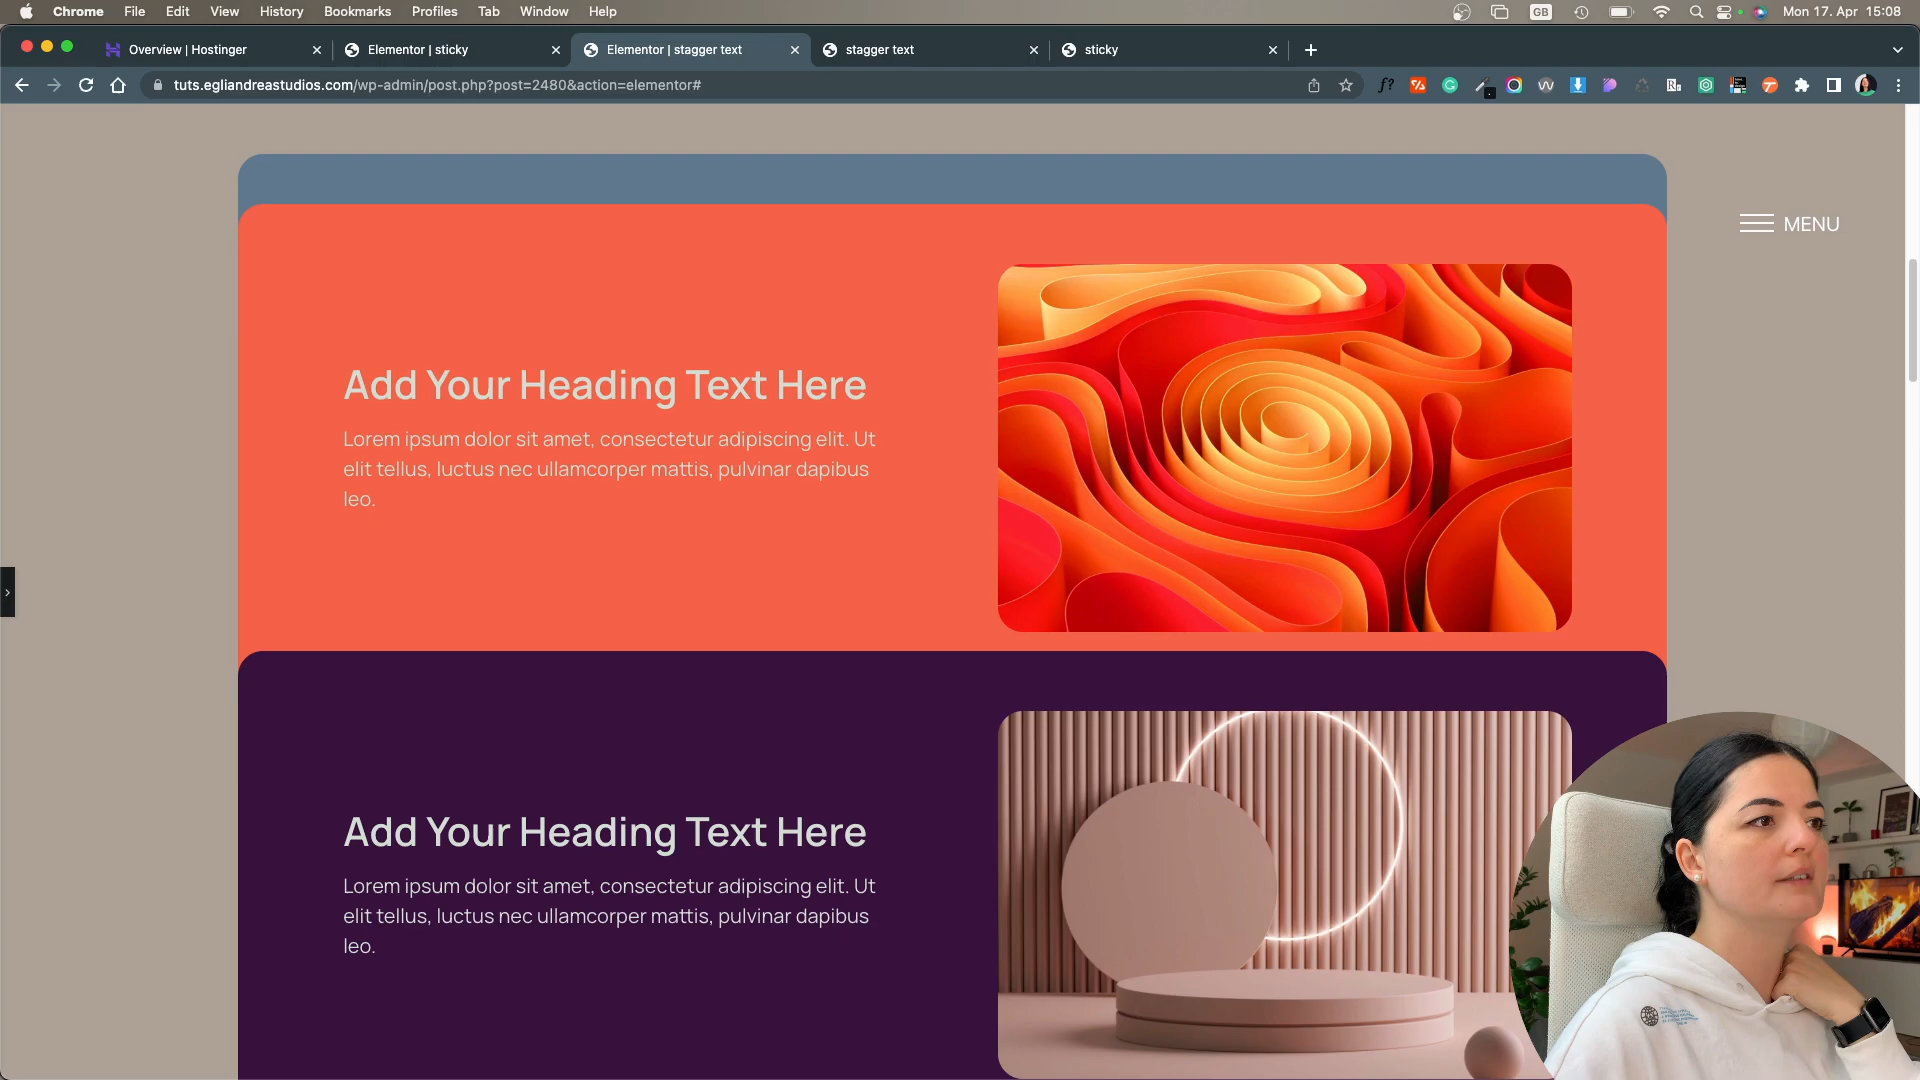 Chrome File Edit View History Bookmarks Profiles Tab Window Help GB Mon 17. Apr 15:08
Overview | Hostinger Elementor | sticky Elementor | stagger text stagger text sticky
tuts.egliandreastudios.com/wp-admin/post.php?post=2480&action=elementor#
MENU
Add Your Heading Text Here
Lorem ipsum dolor sit amet, consectetur adipiscing elit. Ut
elit tellus, luctus nec ullamcorper mattis, pulvinar dapibus
leo.
Add Your Heading Text Here
Lorem ipsum dolor sit amet, consectetur adipiscing elit. Ut
elit tellus, luctus nec ullamcorper mattis, pulvinar dapibus
leo.